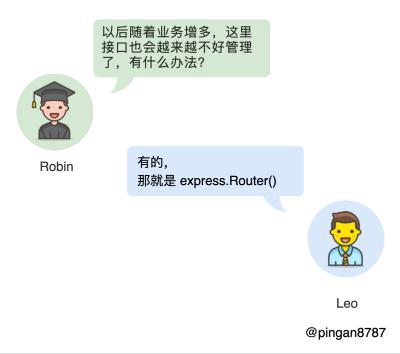 以后随着业务增多，这里
接口也会越来越不好管理
了，有什么办法？
Robin
有的，
那就是 express.Router()
Leo
@pingan8787